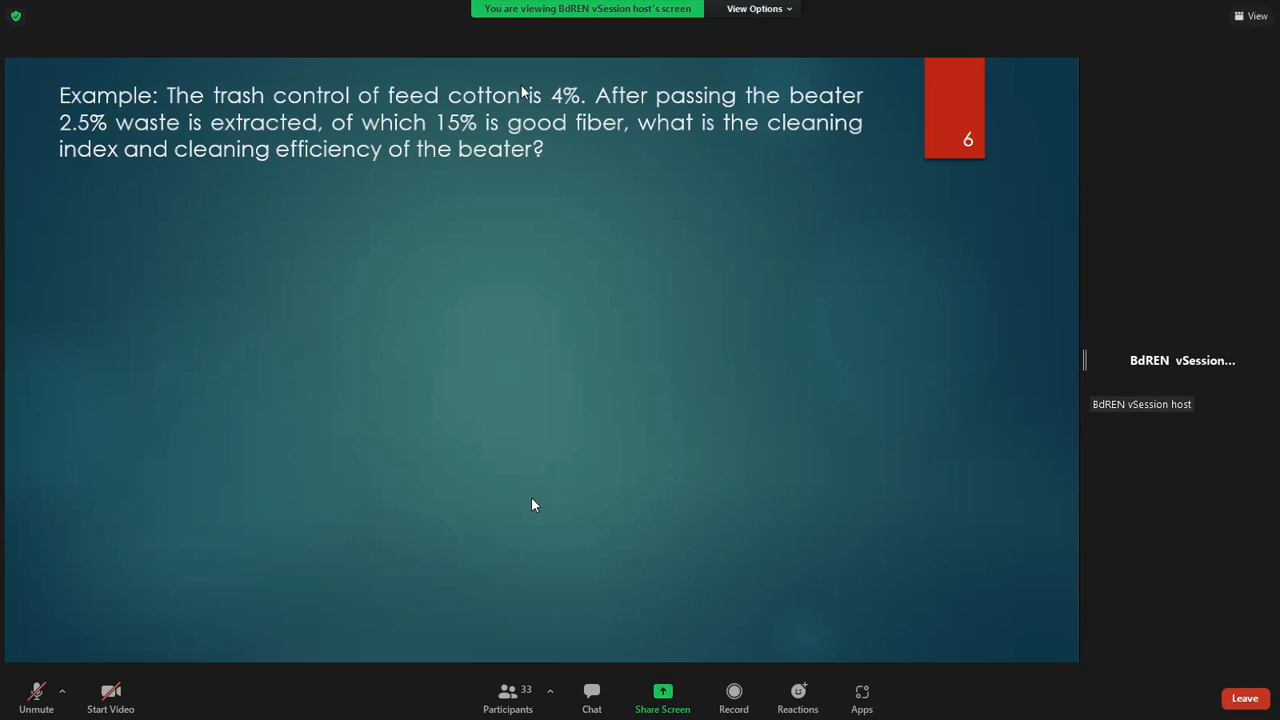 You are viewing BdREN vSession host's screen
View Options
View
Example: The trash control of feed cotton is 4%. After passing the beater
2.5% waste is extracted, of which 15% is good fiber, what is the cleaning
index and cleaning efficiency of the beater?
6
BdREN vSession...
BdREN vSession host
Unmute
Start Video
Participants
33
Chat
Share Screen
Record
Reactions
Apps
Leave